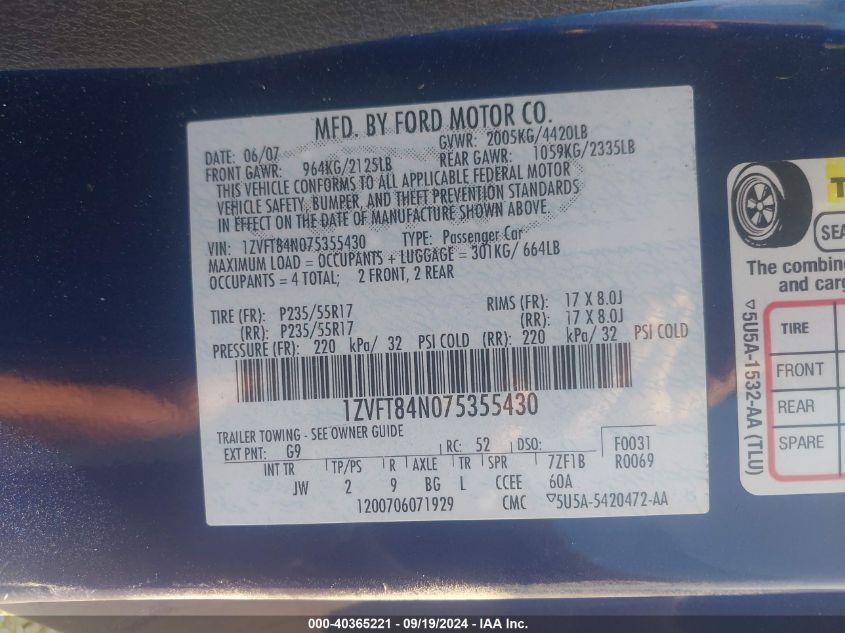 MFD. BY FORD MOTOR CO.
DATE: 06/07 GVWR: 2005KG/4420LB
FRONT GAWR: 964KG/2125LB REAR GAWR: 1059KG/2335LB
THIS VEHICLE CONFORMS TO ALL APPLICABLE FEDERAL MOTOR
VEHICLE SAFETY, BUMPER, AND THEFT PREVENTION STANDARDS
IN EFFECT ON THE DATE OF MANUFACTURE SHOWN ABOVE.
VIN: 1ZVFT84N075355430 TYPE: Passenger Car
MAXIMUM LOAD = OCCUPANTS + LUGGAGE = 301KG/ 664LB
OCCUPANTS = 4 TOTAL; 2 FRONT, 2 REAR
TIRE (FR): P235/55R17 RIMS (FR): 17 X 8.0J
(RR): P235/55R17 (RR): 17 X 8.0J
PRESSURE (FR): 220 kPa/ 32 PSI COLD (RR): 220 kPa/ 32 PSI COLD
1ZVFT84N075355430
TRAILER TOWING - SEE OWNER GUIDE
EXT PNT: G9 RC: 52 DSO: F0031
INT TR TP/PS R AXLE TR SPR 7ZF1B R0069
JW 2 9 BG L CCEE 60A
1200706071929 CMC ▽5U5A-5420472-AA
T
SEA
The combin
and carg
TIRE
FRONT
REAR
SPARE
▽5U5A-1532-AA (TLU)
000-40365221 - 09/19/2024 - IAA Inc.